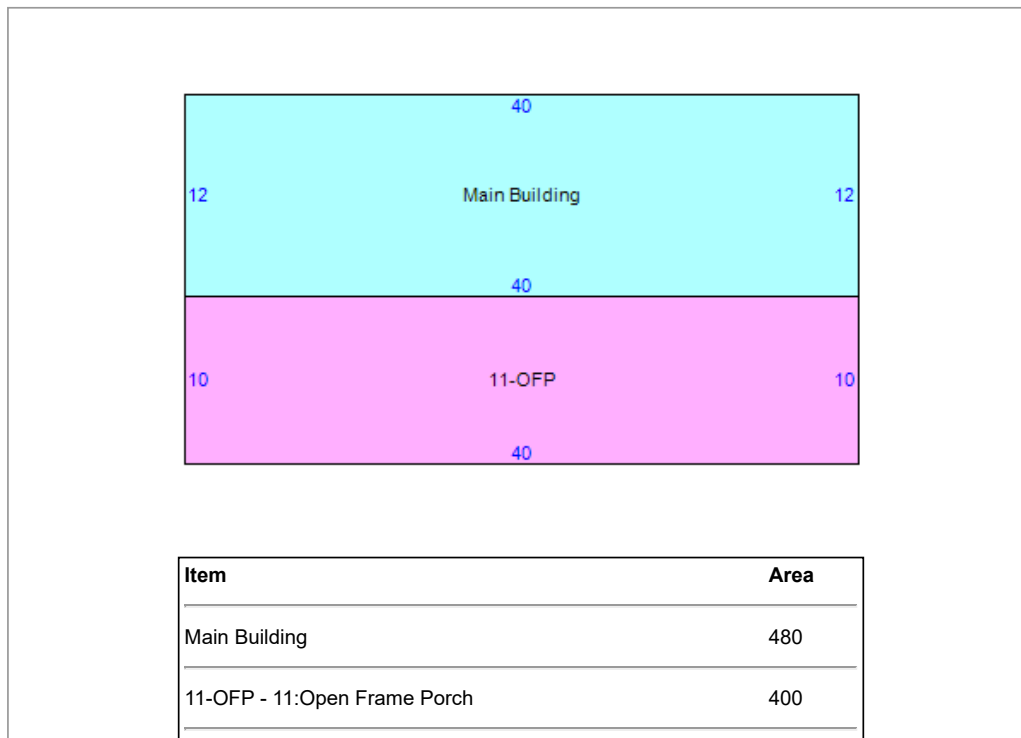 40
12 Main Building 12
40
10 11-OFP 10
40
Item Area
Main Building 480
11-OFP - 11:Open Frame Porch 400